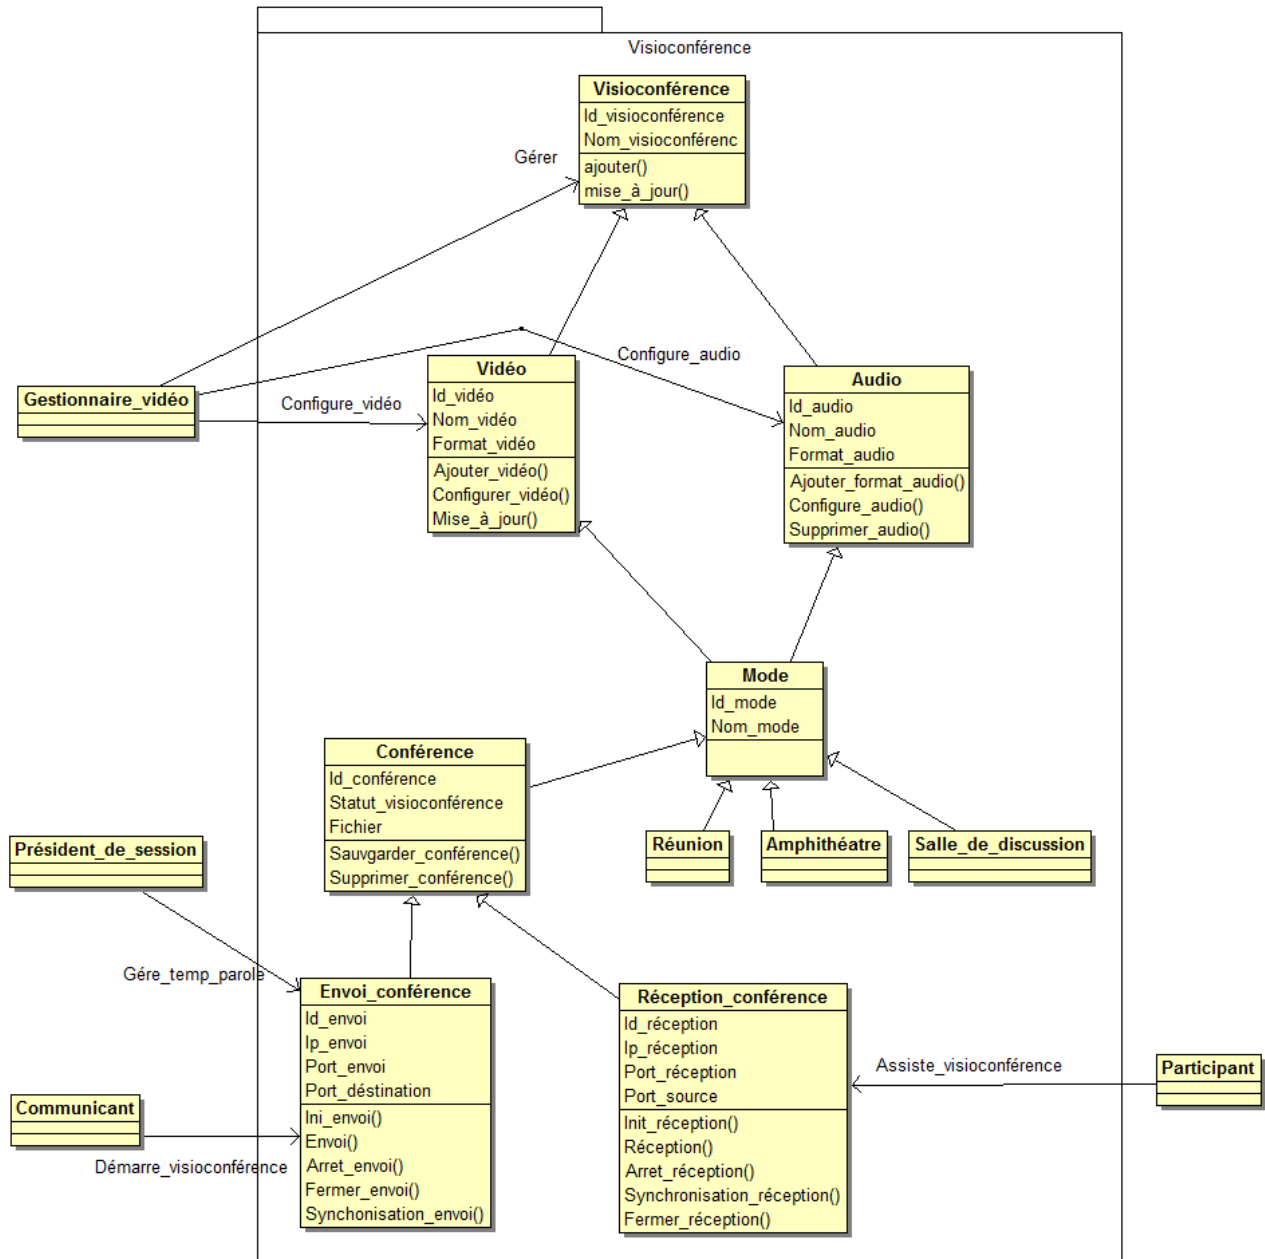 Visioconférence
Visioconférence
Id_visioconférence
Nom_visioconférenc
ajouter()
mise_à_jour()
Gérer
Configure_audio
Gestionnaire_vidéo
Configure_vidéo
Vidéo
Id_vidéo
Nom_vidéo
Format_vidéo
Ajouter_vidéo()
Configurer_vidéo()
Mise_à_jour()
Audio
Id_audio
Nom_audio
Format_audio
Ajouter_format_audio()
Configure_audio()
Supprimer_audio()
Mode
Id_mode
Nom_mode
Conférence
Id_conférence
Statut_visioconférence
Fichier
Sauvgarder_conférence()
Supprimer_conférence()
Réunion
Amphithéatre
Salle_de_discussion
Président_de_session
Gére_temp_parole
Envoi_conférence
Id_envoi
Ip_envoi
Port_envoi
Port_déstination
Ini_envoi()
Envoi()
Arret_envoi()
Fermer_envoi()
Synchonisation_envoi()
Réception_conférence
Id_réception
Ip_réception
Port_réception
Port_source
Init_réception()
Réception()
Arret_réception()
Synchronisation_réception()
Fermer_réception()
Assiste_visioconférence
Participant
Communicant
Démarre_visioconférence